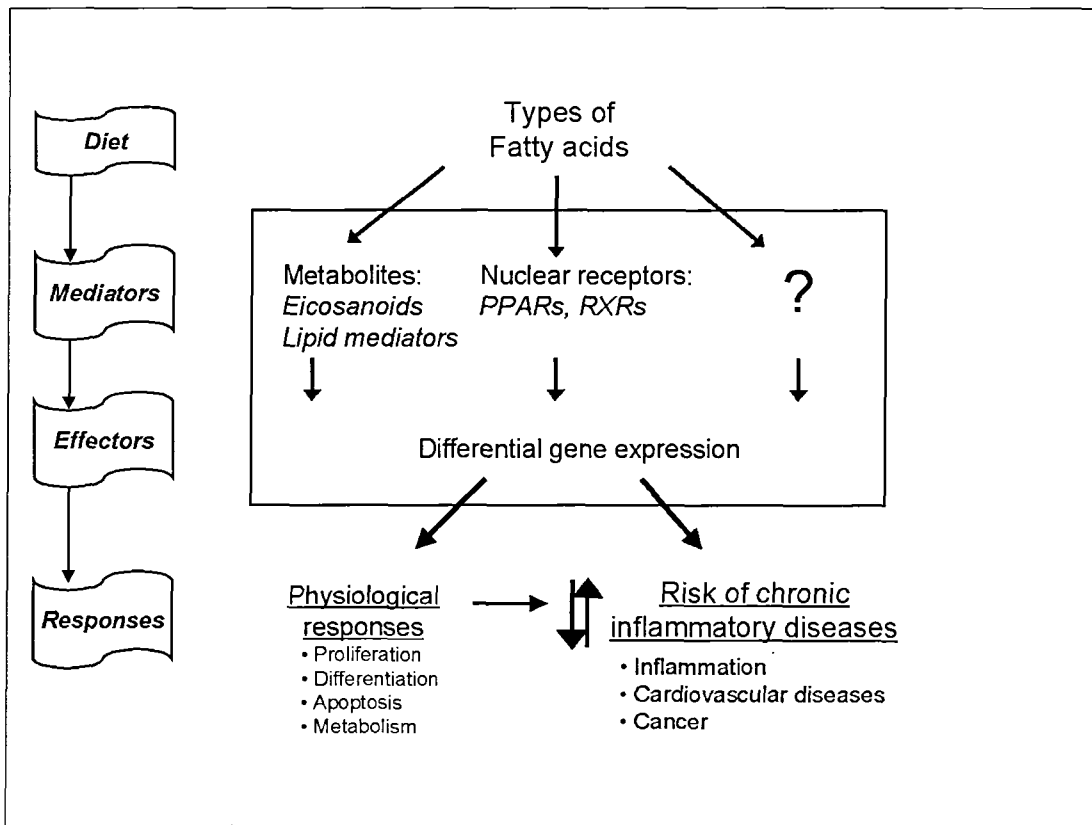 Diet
Mediators
Effectors
Responses
Types of
Fatty acids
Metabolites:
Eicosanoids
Lipid mediators
Nuclear receptors:
PPARs, RXRs
?
Differential gene expression
Physiological
responses
• Proliferation
• Differentiation
• Apoptosis
• Metabolism
Risk of chronic
inflammatory diseases
• Inflammation
• Cardiovascular diseases
• Cancer